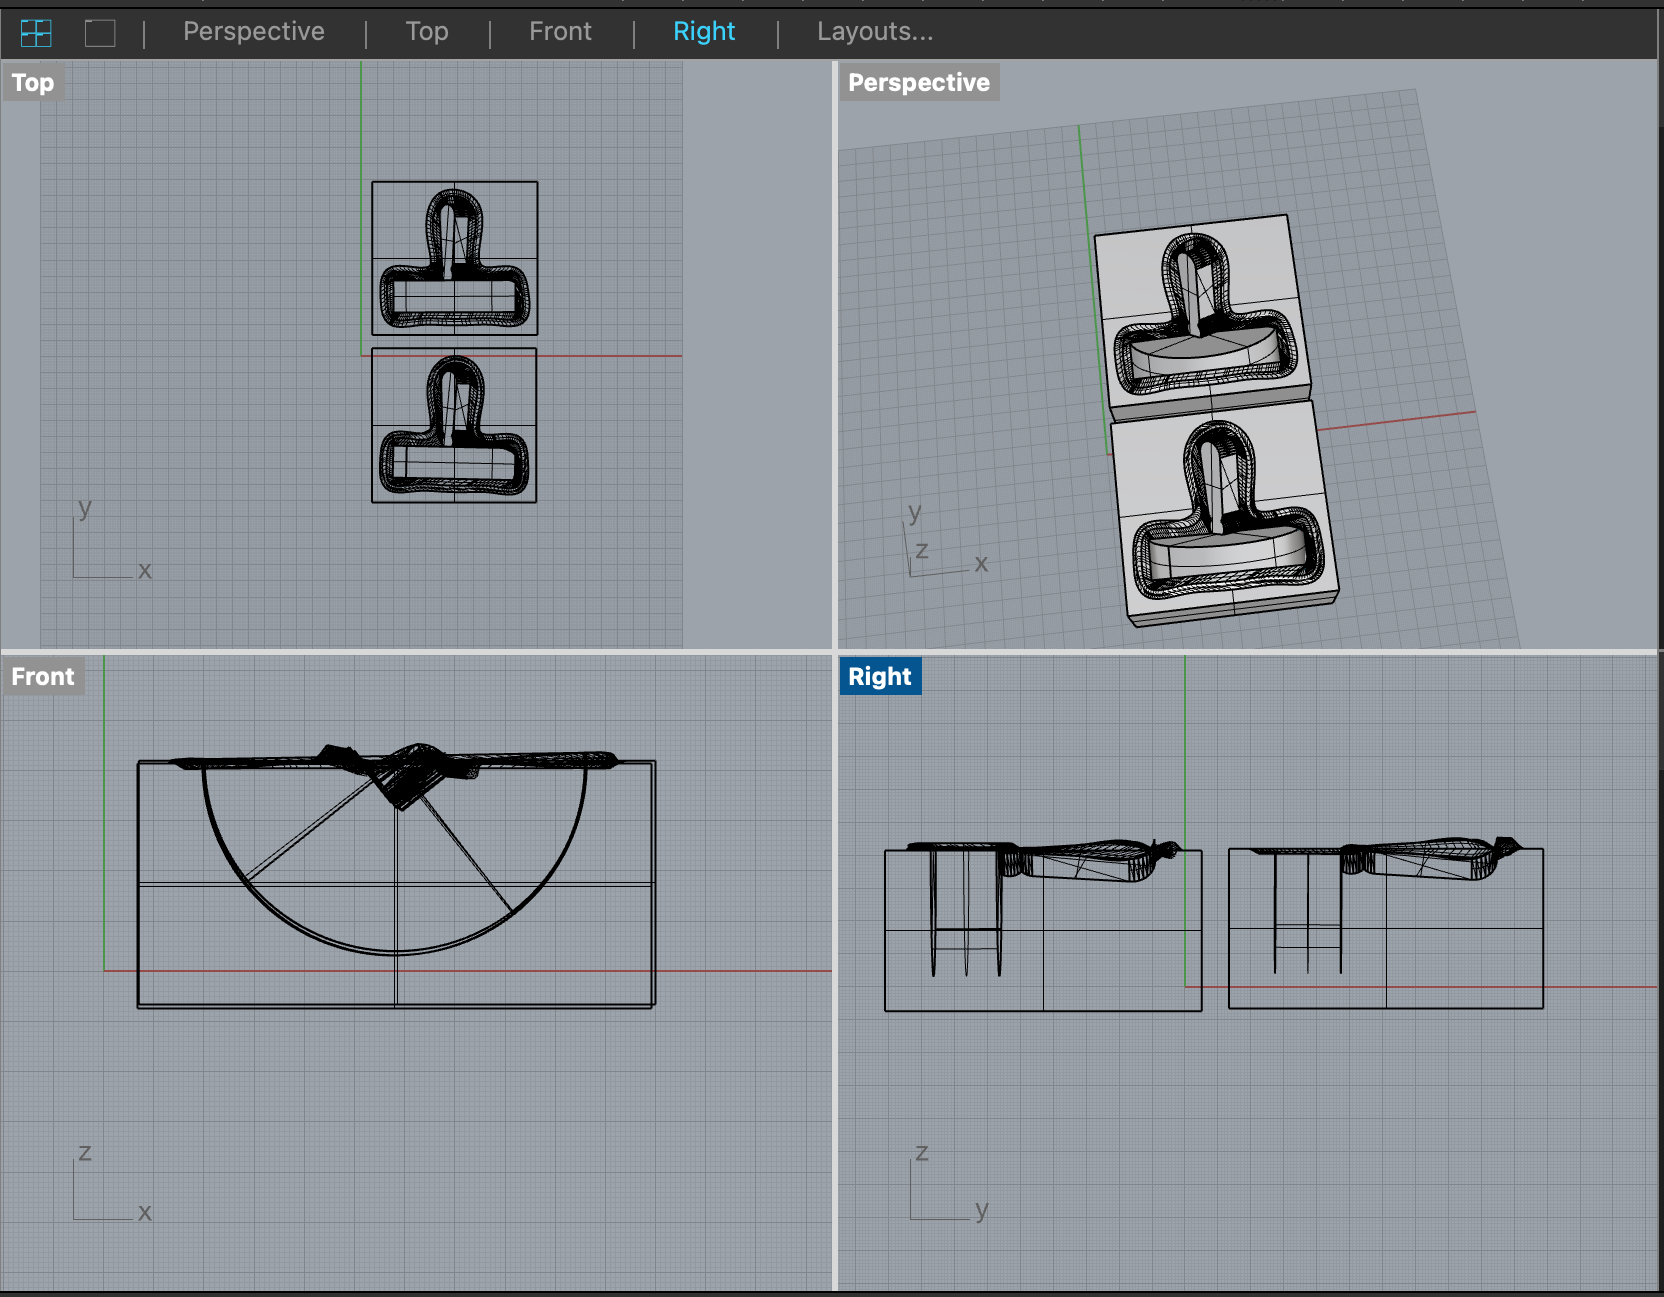 Perspective | Top | Front | Right | Layouts...
Top
y
x
Perspective
y
z
x
Front
z
x
Right
z
y